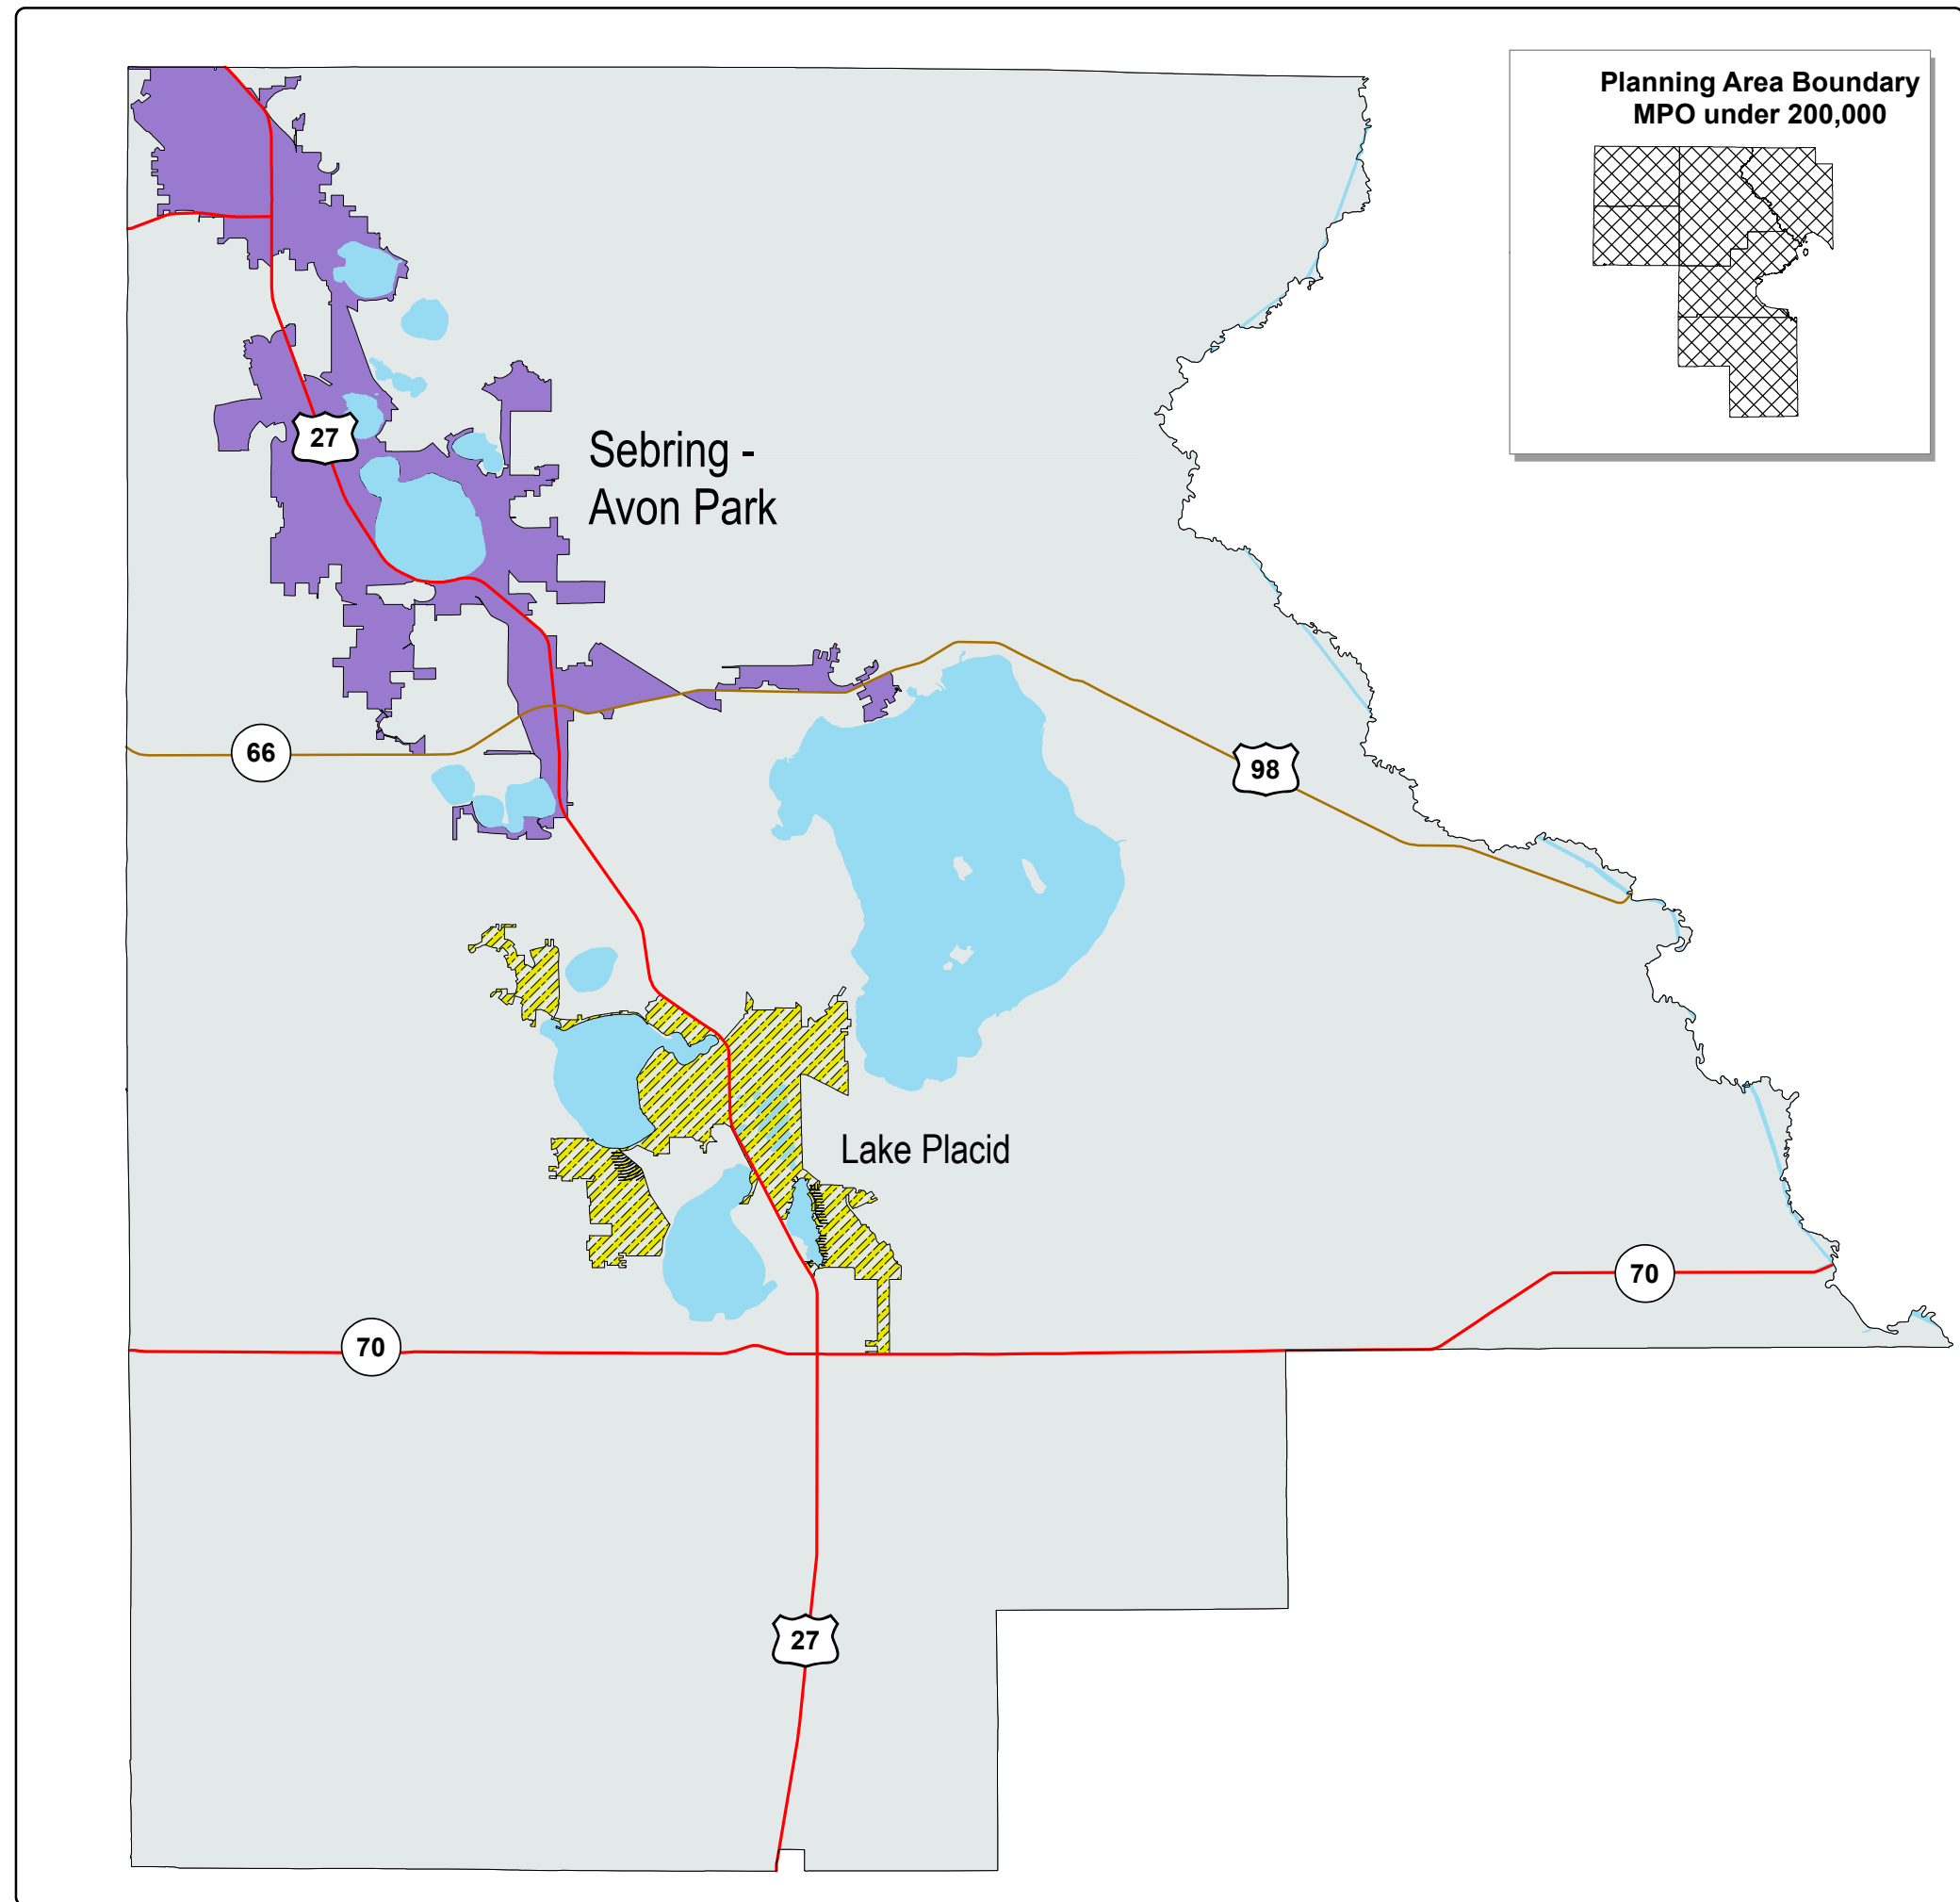 Planning Area Boundary
MPO under 200,000
27
Sebring -
Avon Park
66
98
Lake Placid
70
70
27